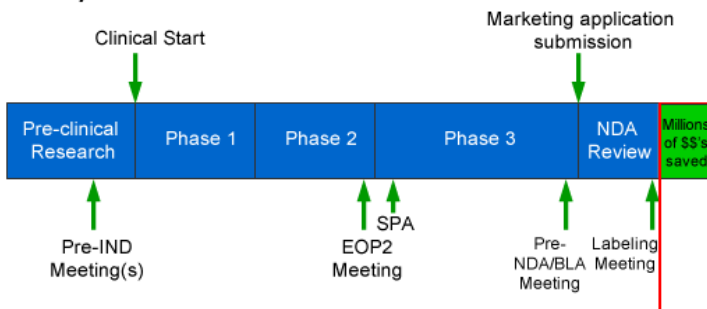 Clinical Start
Marketing application
submission
Pre-clinical
Research
Phase 1
Phase 2
Phase 3
NDA
Review
Millions
of $$'s
saved
Pre-IND
Meeting(s)
EOP2
Meeting
SPA
Pre-
NDA/BLA
Meeting
Labeling
Meeting